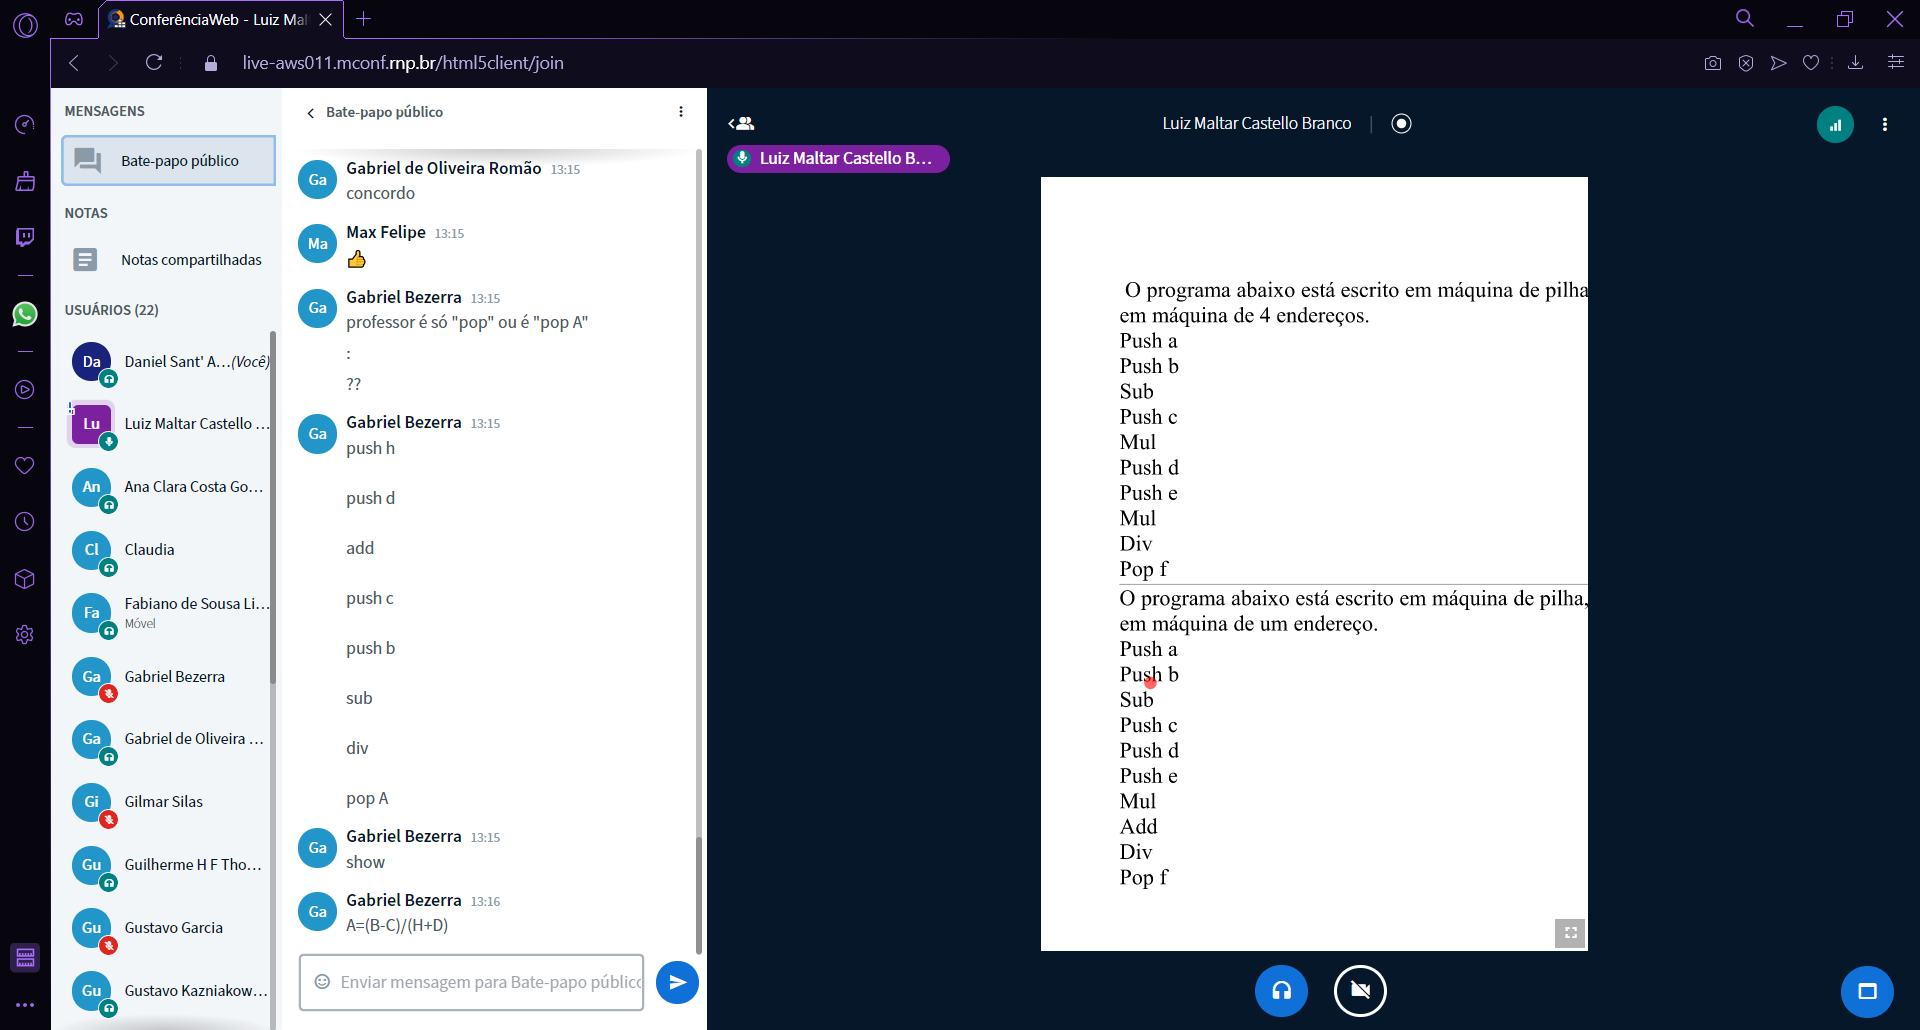 ConferênciaWeb - Luiz Mal
live-aws011.mconf.rnp.br/html5client/join
MENSAGENS
Bate-papo público
NOTAS
Notas compartilhadas
USUÁRIOS (22)
Da
Daniel Sant' A...(Você)
Lu
Luiz Maltar Castello ...
An
Ana Clara Costa Go...
Cl
Claudia
Fa
Fabiano de Sousa Li...
Móvel
Ga
Gabriel Bezerra
Ga
Gabriel de Oliveira ...
Gi
Gilmar Silas
Gu
Guilherme H F Tho...
Gu
Gustavo Garcia
Gu
Gustavo Kazniakow...
Bate-papo público
Ga
Gabriel de Oliveira Romão 13:15
concordo
Ma
Max Felipe 13:15
👍
Ga
Gabriel Bezerra 13:15
professor é só "pop" ou é "pop A"
:
??
Ga
Gabriel Bezerra 13:15
push h
push d
add
push c
push b
sub
div
pop A
Ga
Gabriel Bezerra 13:15
show
Ga
Gabriel Bezerra 13:16
A=(B-C)/(H+D)
Enviar mensagem para Bate-papo públic
Luiz Maltar Castello Branco
Luiz Maltar Castello B...
O programa abaixo está escrito em máquina de pilha
em máquina de 4 endereços.
Push a
Push b
Sub
Push c
Mul
Push d
Push e
Mul
Div
Pop f
O programa abaixo está escrito em máquina de pilha,
em máquina de um endereço.
Push a
Push b
Sub
Push c
Push d
Push e
Mul
Add
Div
Pop f